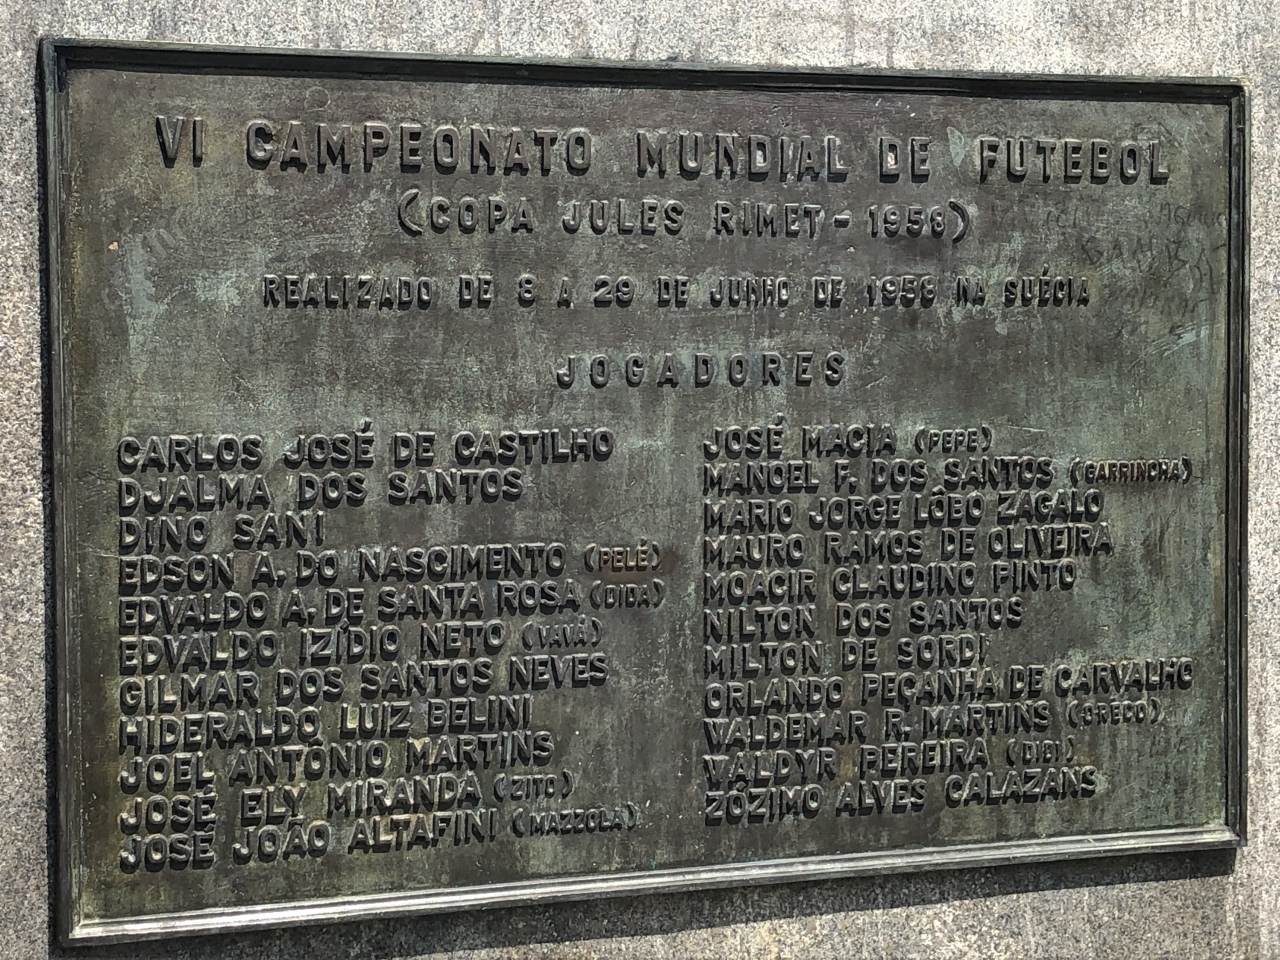 VI CAMPEONATO MUNDIAL DE FUTEBOL
(COPA JULES RIMET - 1958)
REALIZADO DE 8 A 29 DE JUNHO DE 1958 NA SUÉCIA
JOGADORES
CARLOS JOSÉ DE CASTILHO
DJALMA DOS SANTOS
DINO SANI
EDSON A. DO NASCIMENTO (PELÉ)
EDVALDO A. DE SANTA ROSA (DIDA)
EDVALDO IZÍDIO NETO (VAVÁ)
GILMAR DOS SANTOS NEVES
HIDERALDO LUIZ BELINI
JOEL ANTÔNIO MARTINS
JOSÉ ELY MIRANDA (ZITO)
JOSÉ JOÃO ALTAFINI (MAZZOLA)
JOSÉ MACIA (PEPE)
MANOEL F. DOS SANTOS (GARRINCHA)
MARIO JORGE LÔBO ZAGALO
MAURO RAMOS DE OLIVEIRA
MOACIR CLAUDINO PINTO
NILTON DOS SANTOS
MILTON DE SORDI
ORLANDO PEÇANHA DE CARVALHO
VALDEMAR R. MARTINS (ORECO)
VALDYR PEREIRA (DIDI)
ZÓZIMO ALVES CALAZANS